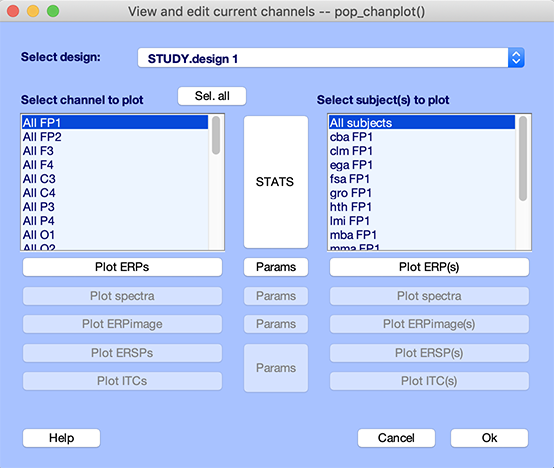 View and edit current channels -- pop_chanplot()
Select design: STUDY.design 1
Select channel to plot Sel. all Select subject(s) to plot
All FP1
All FP2
All F3
All F4
All C3
All C4
All P3
All P4
All O1
All O2
STATS
All subjects
cba FP1
clm FP1
ega FP1
fsa FP1
gro FP1
hth FP1
lmi FP1
mba FP1
mma FP1
Plot ERPs Params Plot ERP(s)
Plot spectra Params Plot spectra
Plot ERPimage Params Plot ERPimage(s)
Plot ERSPs Plot ERSP(s)
Params
Plot ITCs Plot ITC(s)
Help Cancel Ok